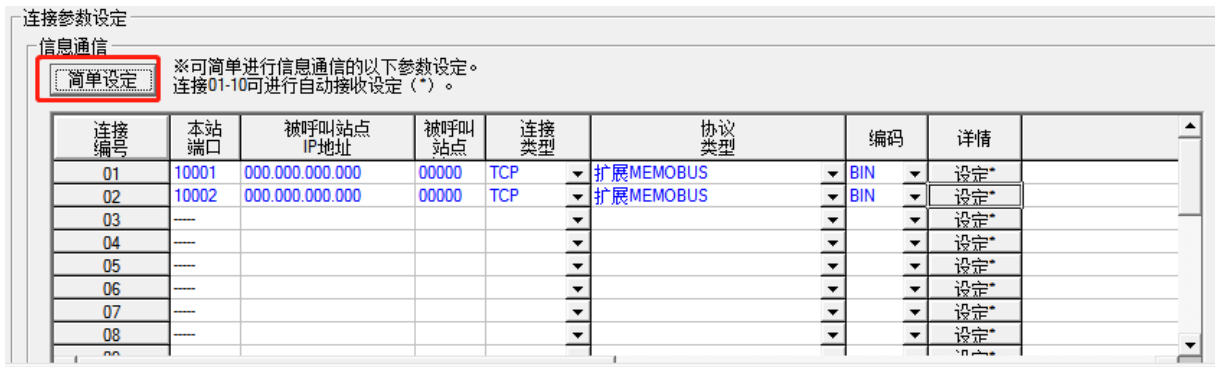 连接参数设定
信息通信
简单设定
※可简单进行信息通信的以下参数设定。
连接01-10可进行自动接收设定（*）。
连接编号 本站端口 被呼叫站点IP地址 被呼叫站点 连接类型 协议类型 编码 详情
01 10001 000.000.000.000 00000 TCP 扩展MEMOBUS BIN 设定*
02 10002 000.000.000.000 00000 TCP 扩展MEMOBUS BIN 设定*
03 ----- 设定*
04 ----- 设定*
05 ----- 设定*
06 ----- 设定*
07 ----- 设定*
08 ----- 设定*